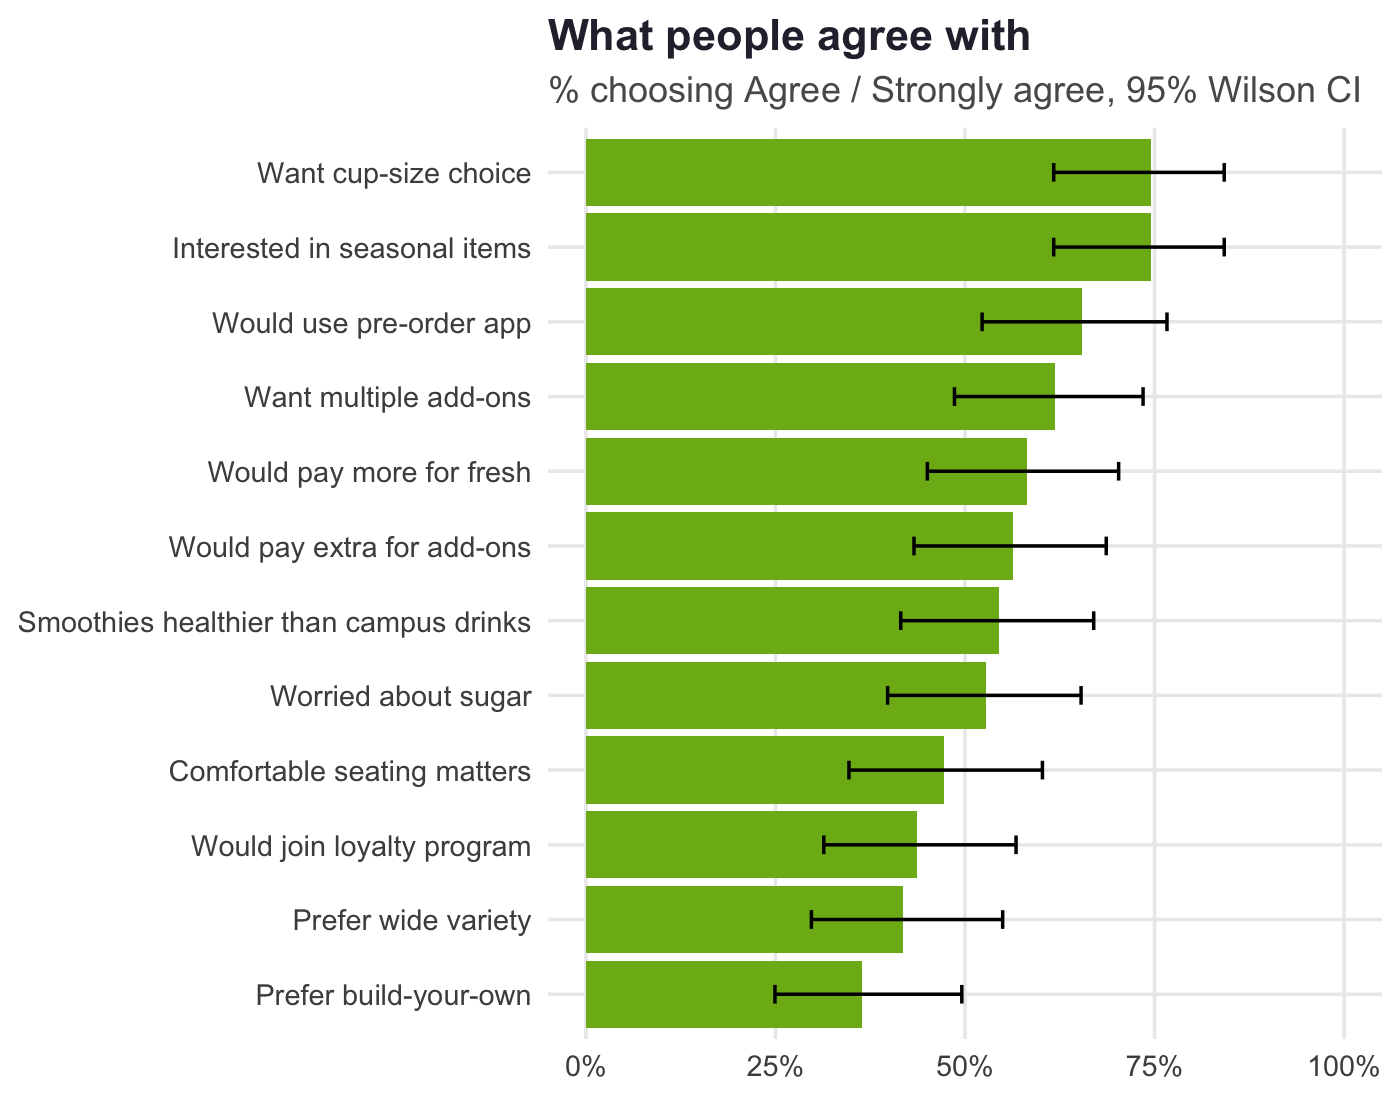 What people agree with
% choosing Agree / Strongly agree, 95% Wilson CI
Want cup-size choice
Interested in seasonal items
Would use pre-order app
Want multiple add-ons
Would pay more for fresh
Would pay extra for add-ons
Smoothies healthier than campus drinks
Worried about sugar
Comfortable seating matters
Would join loyalty program
Prefer wide variety
Prefer build-your-own
0% 25% 50% 75% 100%